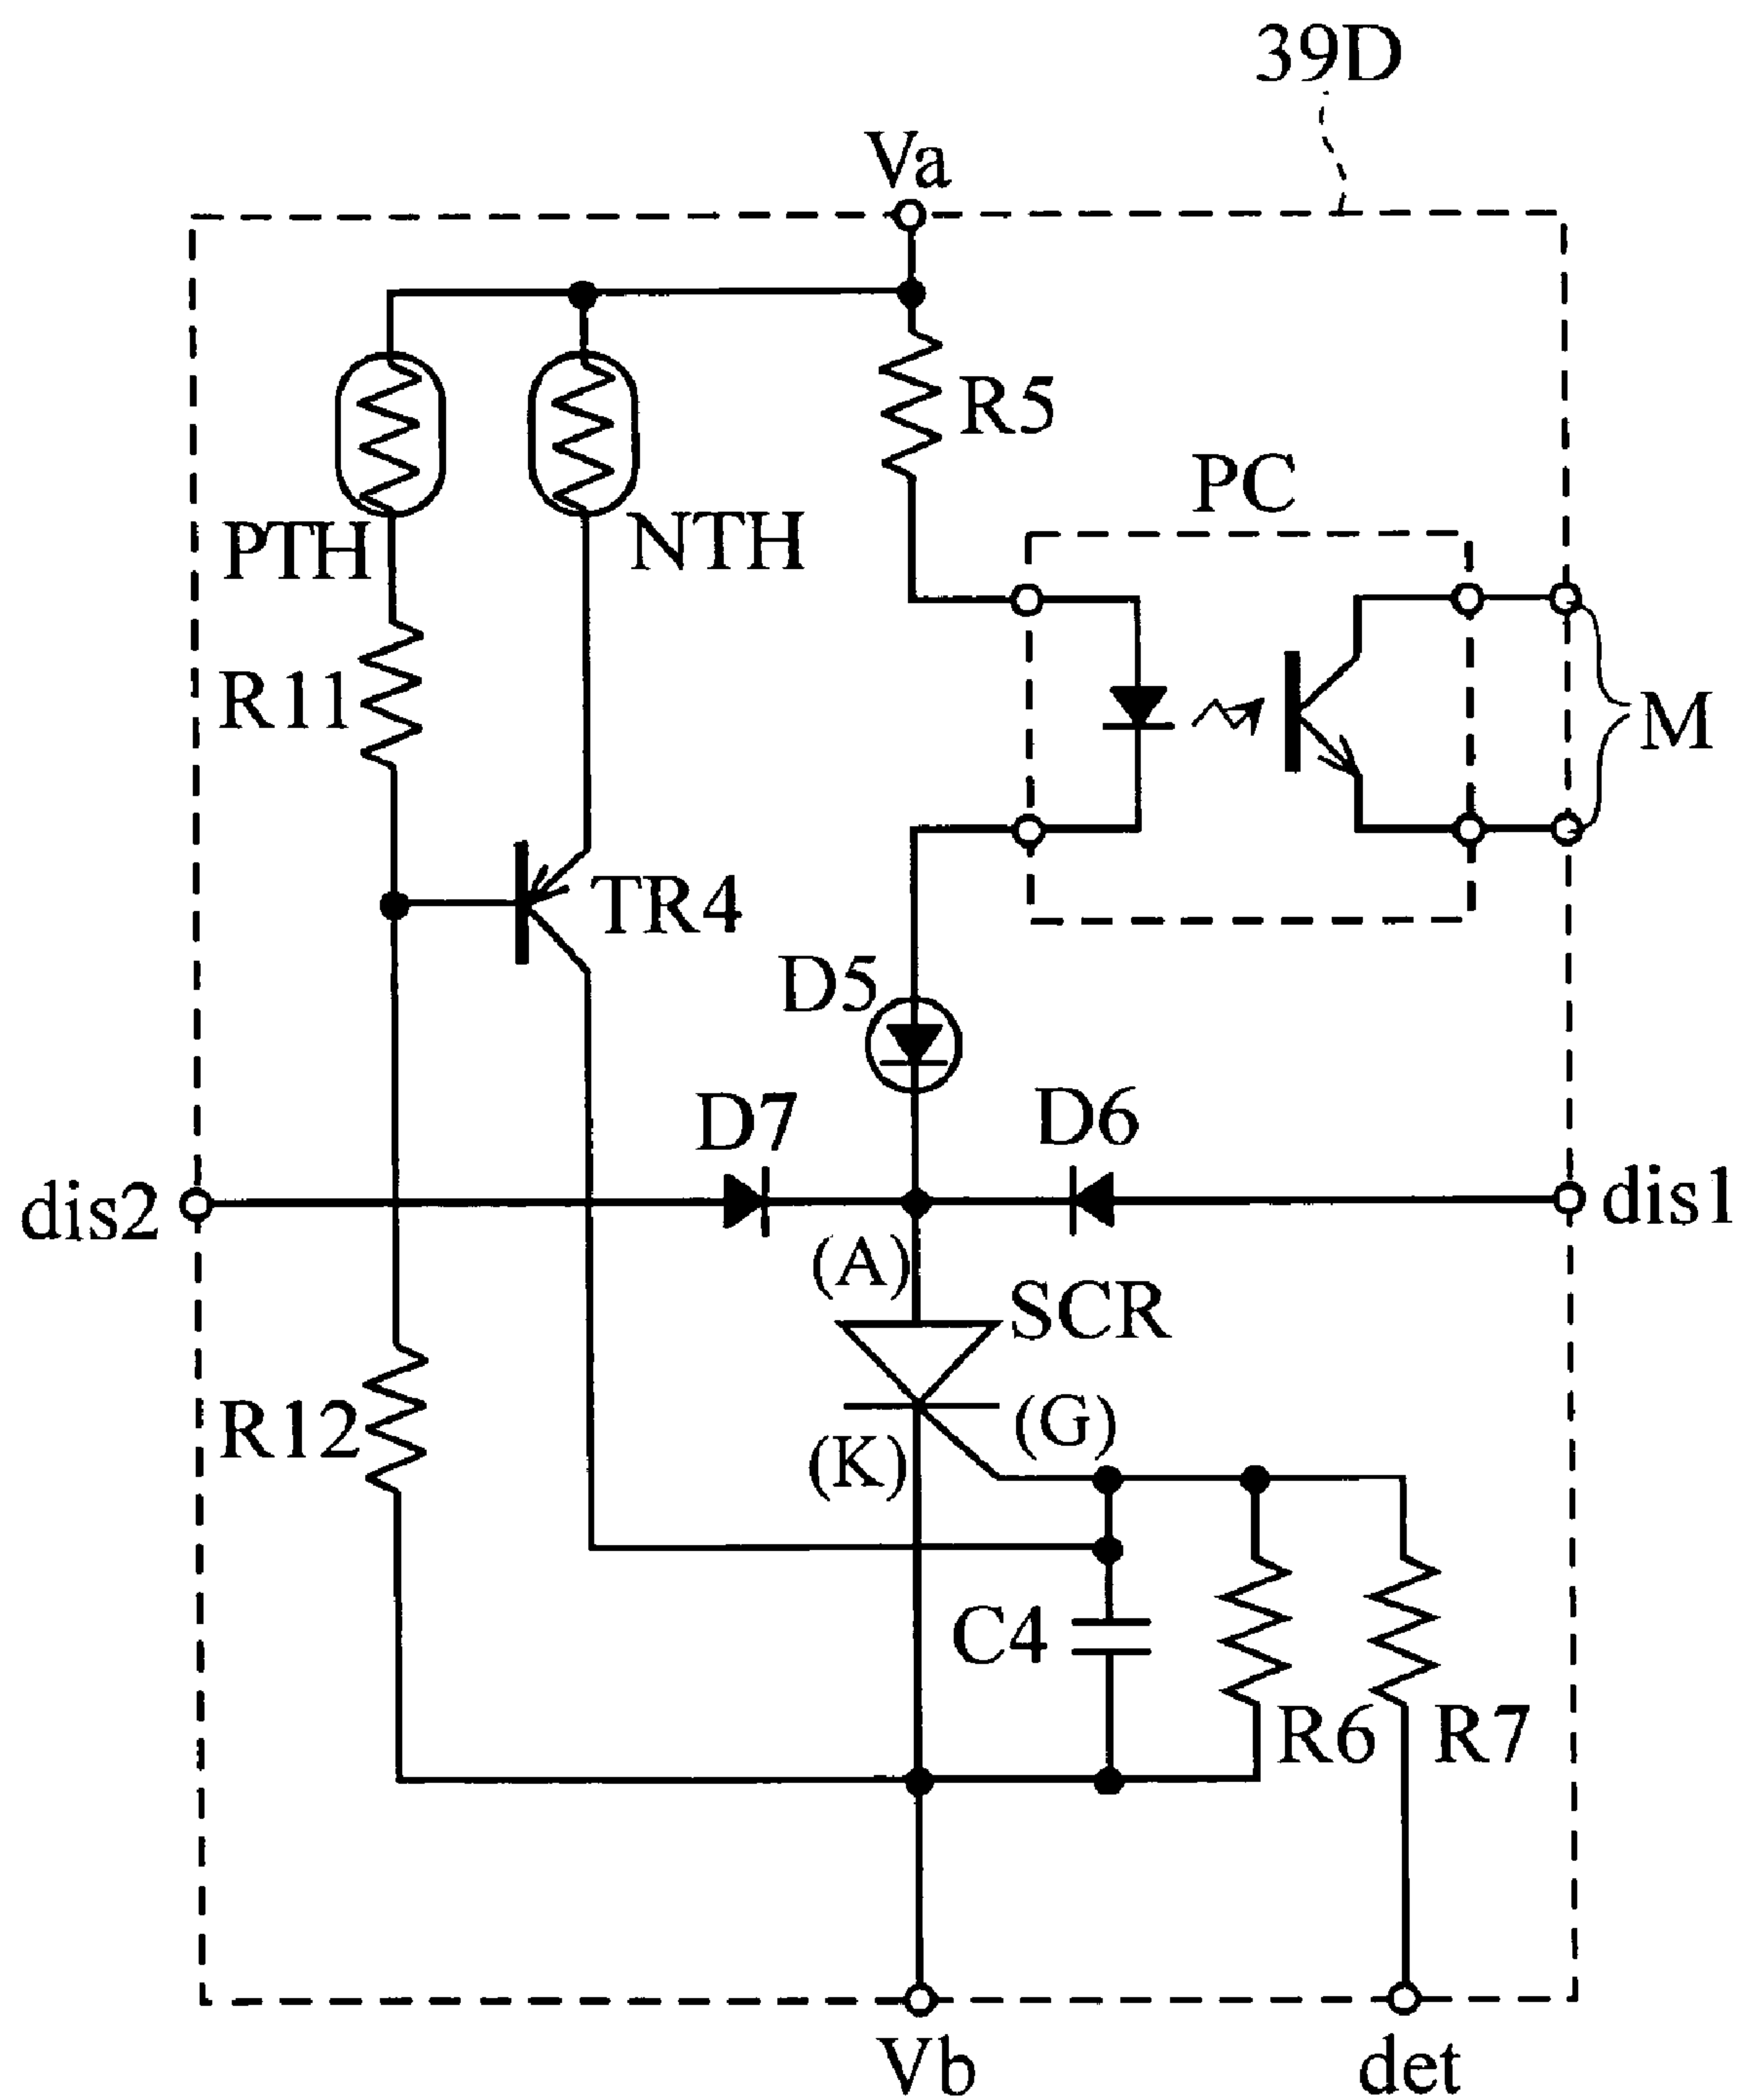 39D
Va
R5
PC
PTH
NTH
R11
M
TR4
D5
D7
D6
dis2
dis1
(A)
SCR
R12
(G)
(K)
C4
R6
R7
Vb
det